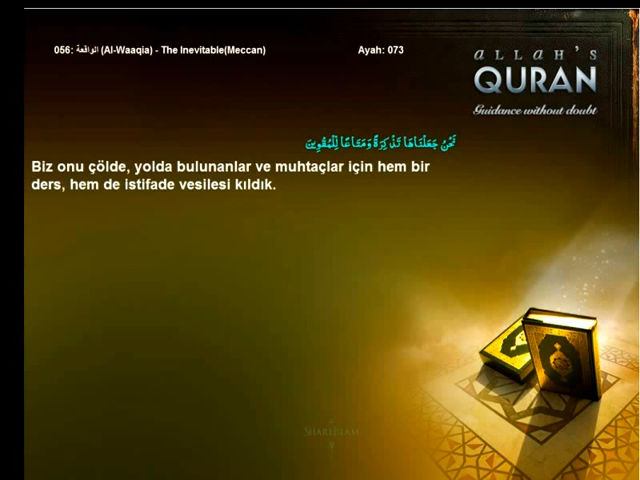 056: الواقعة (Al-Waaqia) - The Inevitable(Meccan) Ayah: 073
ALLAH'S
QURAN
Guidance without doubt
نَحْنُ جَعَلْنَاهَا تَذْكِرَةً وَمَتَاعًا لِّلْمُقْوِينَ
Biz onu çölde, yolda bulunanlar ve muhtaçlar için hem bir
ders, hem de istifade vesilesi kıldık.
SHAREISLAM